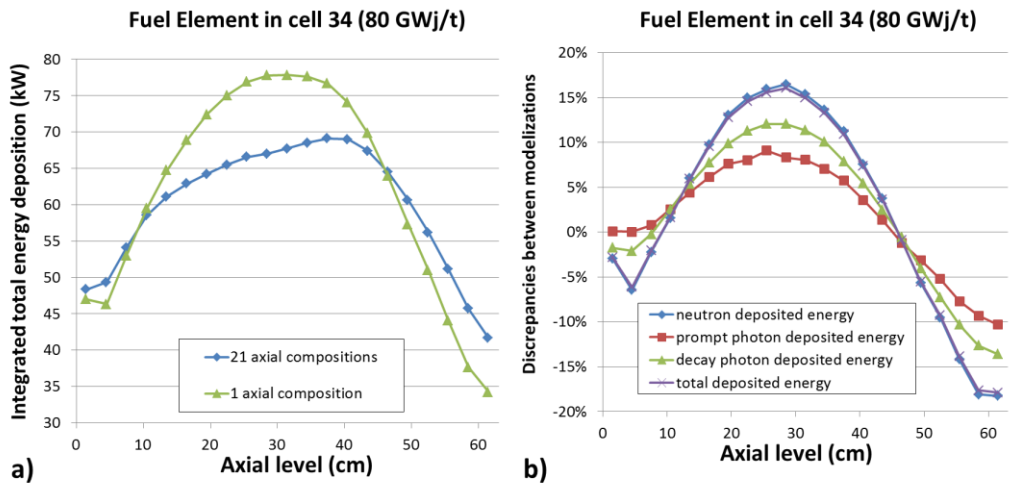 Fuel Element in cell 34 (80 GWj/t)
Integrated total energy deposition (kW)
80
75
70
65
60
55
50
45
40
35
30
21 axial compositions
1 axial composition
0 10 20 30 40 50 60
Axial level (cm)
a)
Fuel Element in cell 34 (80 GWj/t)
Discrepancies between modelizations
20%
15%
10%
5%
0%
-5%
-10%
-15%
-20%
neutron deposited energy
prompt photon deposited energy
decay photon deposited energy
total deposited energy
0 10 20 30 40 50 60
Axial level (cm)
b)